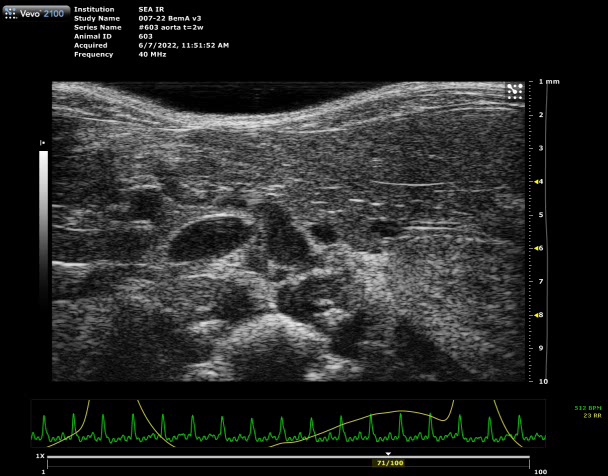 Vevo 2100
Institution SEA IR
Study Name 007-22 BemA v3
Series Name #603 aorta t=2w
Animal ID 603
Acquired 6/7/2022, 11:51:52 AM
Frequency 40 MHz
1 mm
2
3
4
5
6
7
8
9
10
512 BPM
23 RR
1X
71/100
1
100